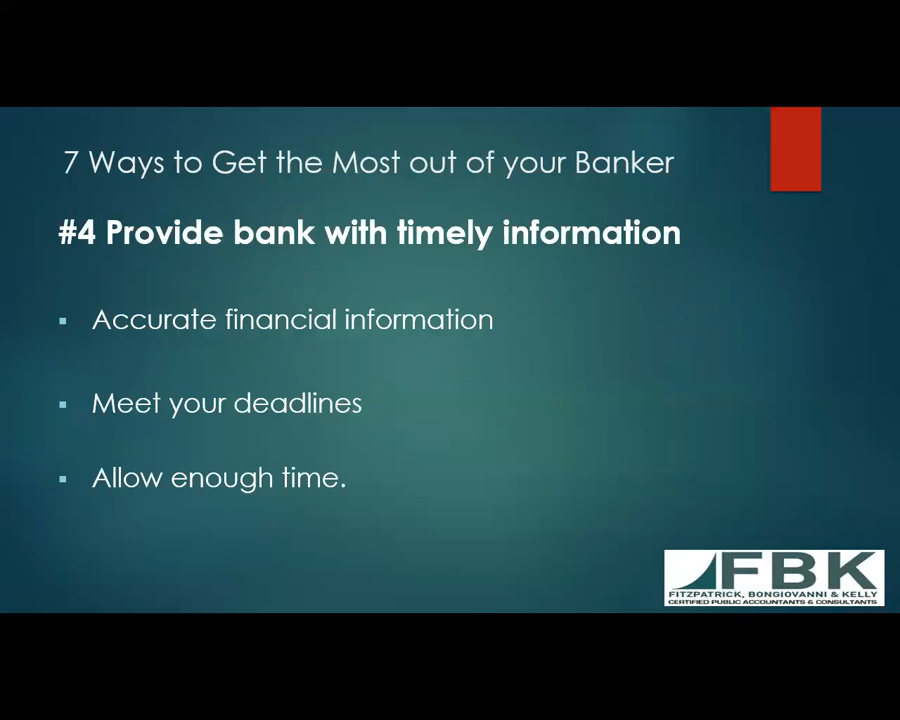 7 Ways to Get the Most out of your Banker
#4 Provide bank with timely information
▪ Accurate financial information
▪ Meet your deadlines
▪ Allow enough time.
FBK
FITZPATRICK, BONGIOVANNI & KELLY
CERTIFIED PUBLIC ACCOUNTANTS & CONSULTANTS